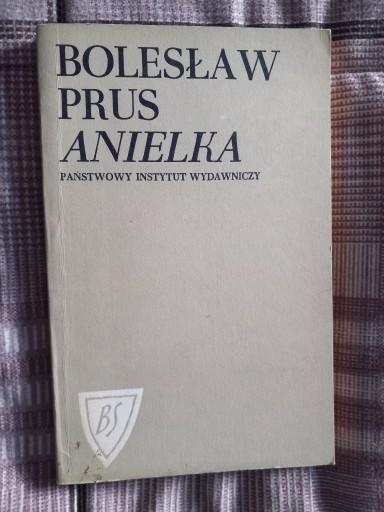 BOLESŁAW
PRUS
ANIELKA
PAŃSTWOWY INSTYTUT WYDAWNICZY
BS